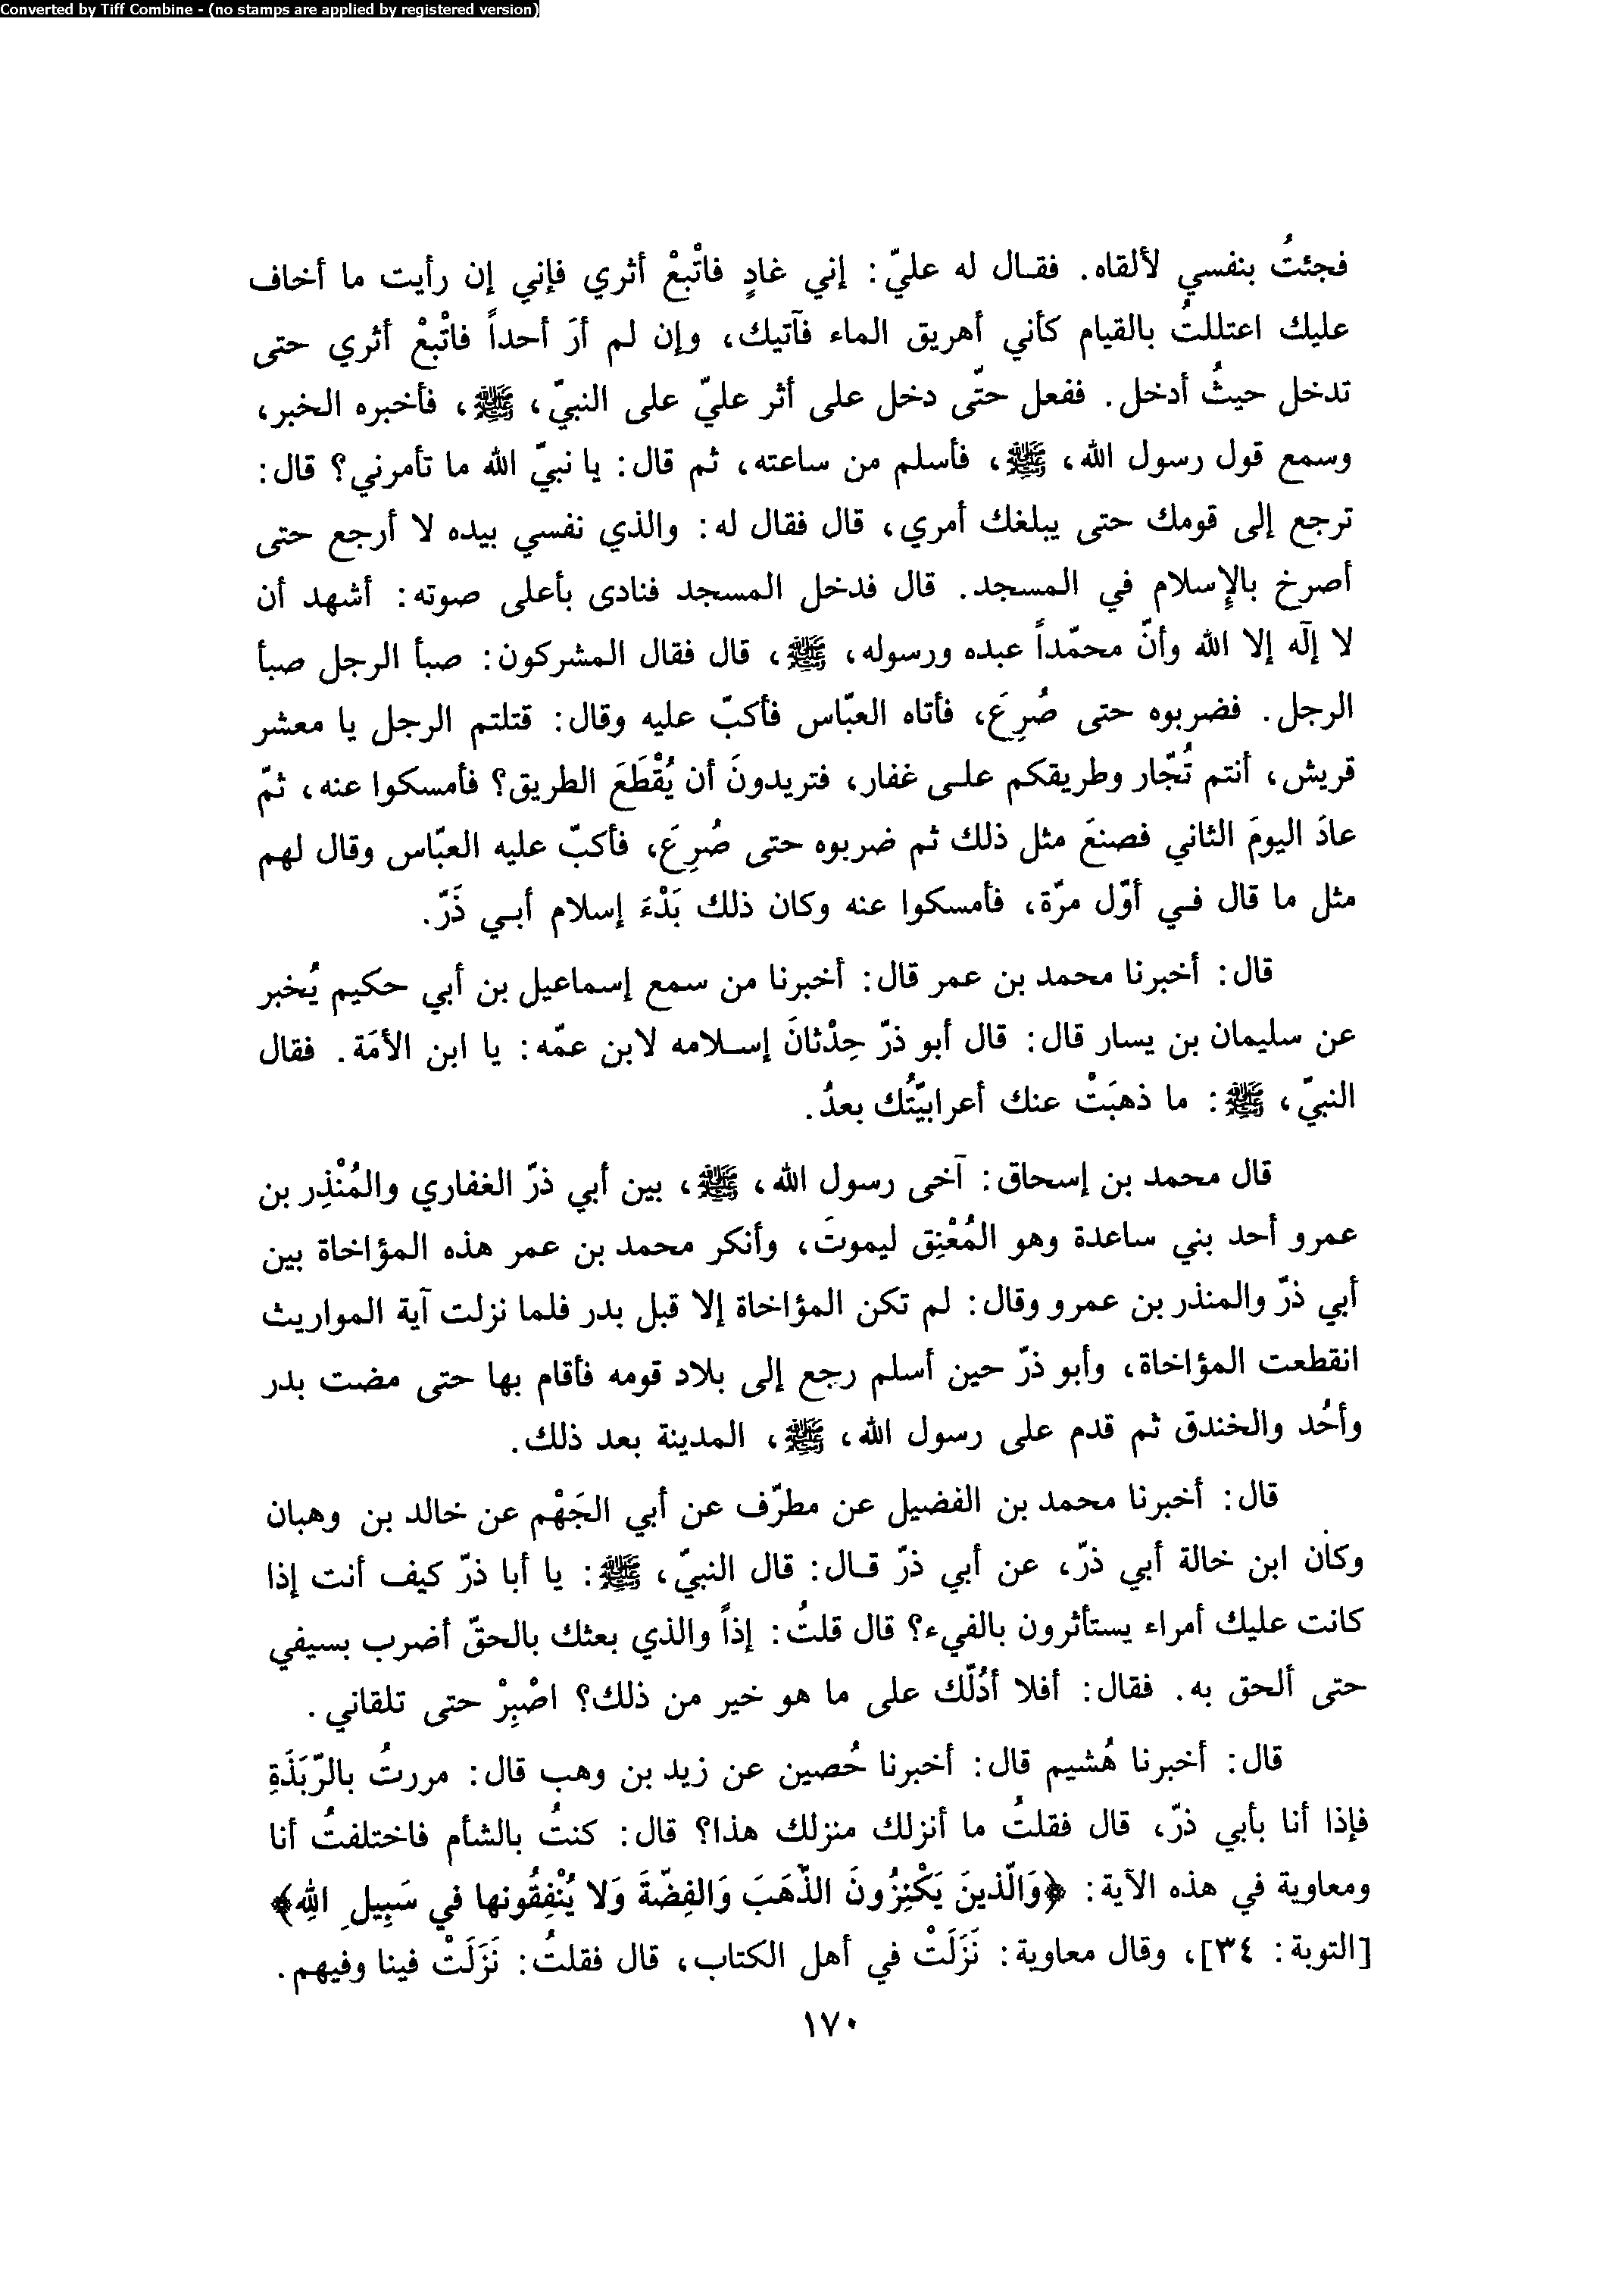 Converted by Tiff Combine - (no stamps are applied by registered version)
فجئتُ بنفسي لألقاه. فقال له عليّ: إني غادٍ فاتْبعْ أثري فإني إن رأيت ما أخاف
عليك اعتللتُ بالقيام كأني أهريق الماء فآتيك، وإن لم أرَ أحداً فاتْبعْ أثري حتى
تدخل حيثُ أدخل. ففعل حتّى دخل على أثر عليّ على النبيّ، ﷺ، فأخبره الخبر،
وسمع قول رسول الله، ﷺ، فأسلم من ساعته، ثم قال: يا نبيّ الله ما تأمرني؟ قال:
ترجع إلى قومك حتى يبلغك أمري، قال فقال له: والذي نفسي بيده لا أرجع حتى
أصرخ بالإسلام في المسجد. قال فدخل المسجد فنادى بأعلى صوته: أشهد أن
لا إلٓه إلا الله وأنّ محمّداً عبده ورسوله، ﷺ، قال فقال المشركون: صبأ الرجل صبأ
الرجل. فضربوه حتى صُرِعَ، فأتاه العبّاس فأكبّ عليه وقال: قتلتم الرجل يا معشر
قريش، أنتم تُجّار وطريقكم على غفار، فتريدونَ أن يُقْطَعَ الطريق؟ فأمسكوا عنه، ثمّ
عادَ اليومَ الثاني فصنعَ مثل ذلك ثم ضربوه حتى صُرِعَ، فأكبّ عليه العبّاس وقال لهم
مثل ما قال في أوّل مرّة، فأمسكوا عنه وكان ذلك بَدْءَ إسلام أبي ذَرّ.
قال: أخبرنا محمد بن عمر قال: أخبرنا من سمع إسماعيل بن أبي حكيم يُخبر
عن سليمان بن يسار قال: قال أبو ذرّ حِدْثانَ إسلامه لابن عمّه: يا ابن الأمَة. فقال
النبيّ، ﷺ: ما ذهبَتْ عنك أعرابيّتُك بعدُ.
قال محمد بن إسحاق: آخى رسول الله، ﷺ، بين أبي ذرّ الغفاري والمُنْذِر بن
عمرو أحد بني ساعدة وهو المُعْنِق ليموتَ، وأنكر محمد بن عمر هذه المؤاخاة بين
أبي ذرّ والمنذر بن عمرو وقال: لم تكن المؤاخاة إلا قبل بدر فلما نزلت آية المواريث
انقطعت المؤاخاة، وأبو ذرّ حين أسلم رجع إلى بلاد قومه فأقام بها حتى مضت بدر
وأُحُد والخندق ثم قدم على رسول الله، ﷺ، المدينة بعد ذلك.
قال: أخبرنا محمد بن الفضيل عن مطرّف عن أبي الجَهْم عن خالد بن وهبان
وكان ابن خالة أبي ذرّ، عن أبي ذرّ قال: قال النبيّ، ﷺ: يا أبا ذرّ كيف أنت إذا
كانت عليك أمراء يستأثرون بالفيء؟ قال قلتُ: إذاً والذي بعثك بالحقّ أضرب بسيفي
حتى ألحق به. فقال: أفلا أدُلّك على ما هو خير من ذلك؟ اصْبِرْ حتى تلقاني.
قال: أخبرنا هُشيم قال: أخبرنا حُصين عن زيد بن وهب قال: مررتُ بالرّبَذَةِ
فإذا أنا بأبي ذرّ، قال فقلتُ ما أنزلك منزلك هذا؟ قال: كنتُ بالشأم فاختلفتُ أنا
ومعاوية في هذه الآية: ﴿وَالّذينَ يَكْنِزُونَ الذّهَبَ وَالفِضّةَ وَلا يُنْفِقُونها في سَبِيلِ اللهِ﴾
[التوبة: ٣٤]، وقال معاوية: نَزَلَتْ في أهل الكتاب، قال فقلتُ: نَزَلَتْ فينا وفيهم.
١٧٠